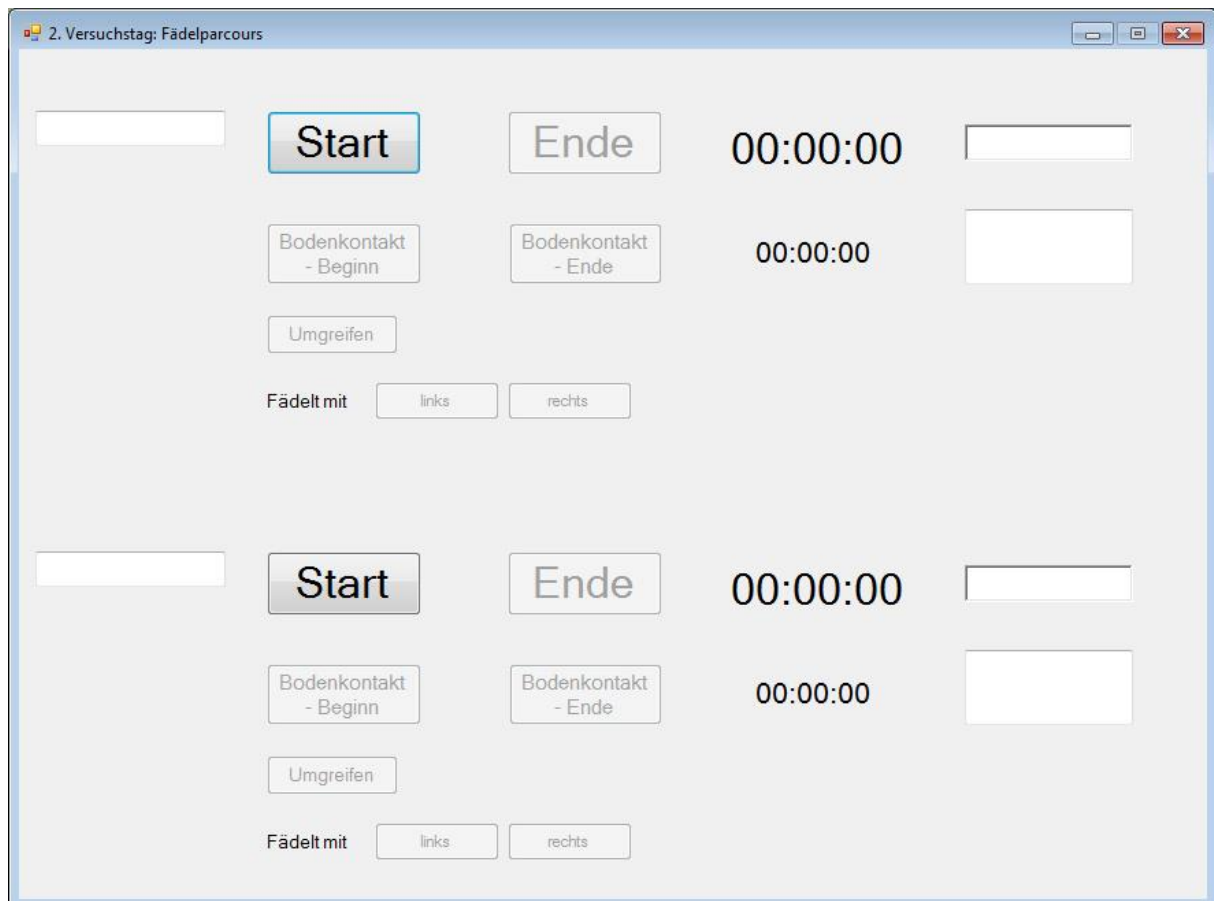 2. Versuchstag: Fädelparcours
Start Ende 00:00:00
Bodenkontakt
- Beginn
Bodenkontakt
- Ende
00:00:00
Umgreifen
Fädelt mit links rechts
Start Ende 00:00:00
Bodenkontakt
- Beginn
Bodenkontakt
- Ende
00:00:00
Umgreifen
Fädelt mit links rechts